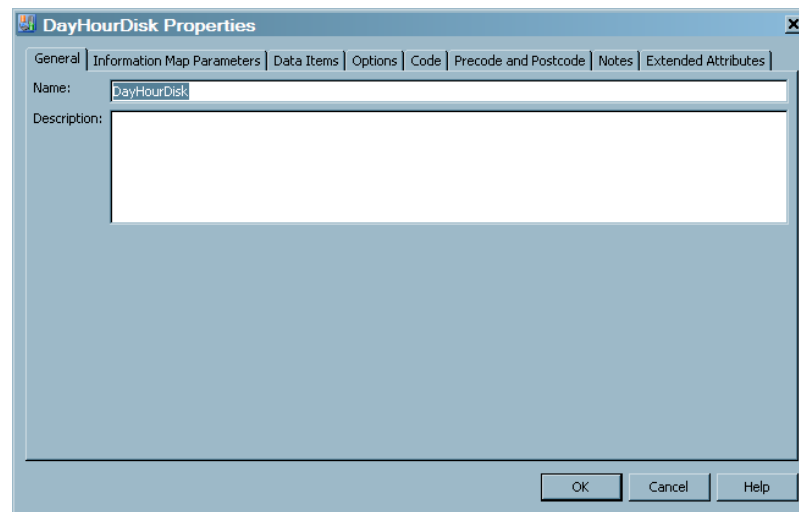 DayHourDisk Properties
General Information Map Parameters Data Items Options Code Precode and Postcode Notes Extended Attributes
Name: DayHourDisk
Description:
OK Cancel Help